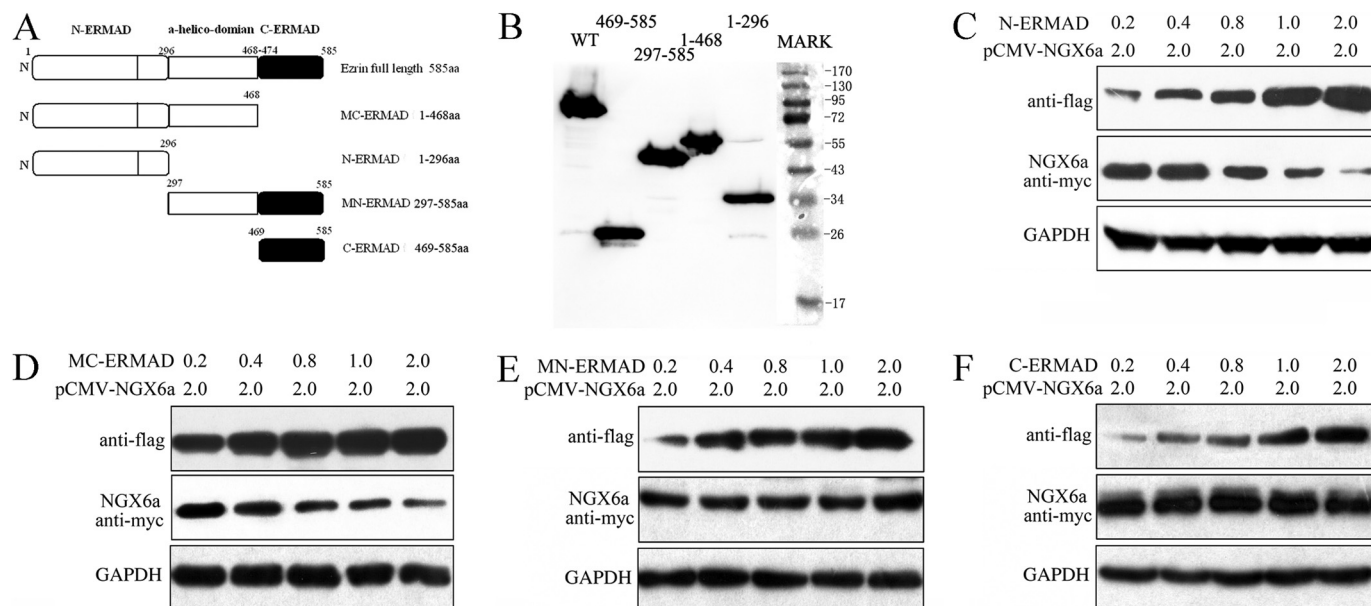 A
N-ERMAD a-helico-domian C-ERMAD
1 296 468-474 585
N Ezrin full length 585aa
468
N MC-ERMAD 1-468aa
296
N N-ERMAD 1-296aa
297 585
MN-ERMAD 297-585aa
469 585
C-ERMAD 469-585aa
B
469-585 1-296
WT 297-585 1-468 MARK
-170
-130
-95
-72
-55
-43
-34
-26
-17
C
N-ERMAD 0.2 0.4 0.8 1.0 2.0
pCMV-NGX6a 2.0 2.0 2.0 2.0 2.0
anti-flag
NGX6a
anti-myc
GAPDH
D
MC-ERMAD 0.2 0.4 0.8 1.0 2.0
pCMV-NGX6a 2.0 2.0 2.0 2.0 2.0
anti-flag
NGX6a
anti-myc
GAPDH
E
MN-ERMAD 0.2 0.4 0.8 1.0 2.0
pCMV-NGX6a 2.0 2.0 2.0 2.0 2.0
anti-flag
NGX6a
anti-myc
GAPDH
F
C-ERMAD 0.2 0.4 0.8 1.0 2.0
pCMV-NGX6a 2.0 2.0 2.0 2.0 2.0
anti-flag
NGX6a
anti-myc
GAPDH